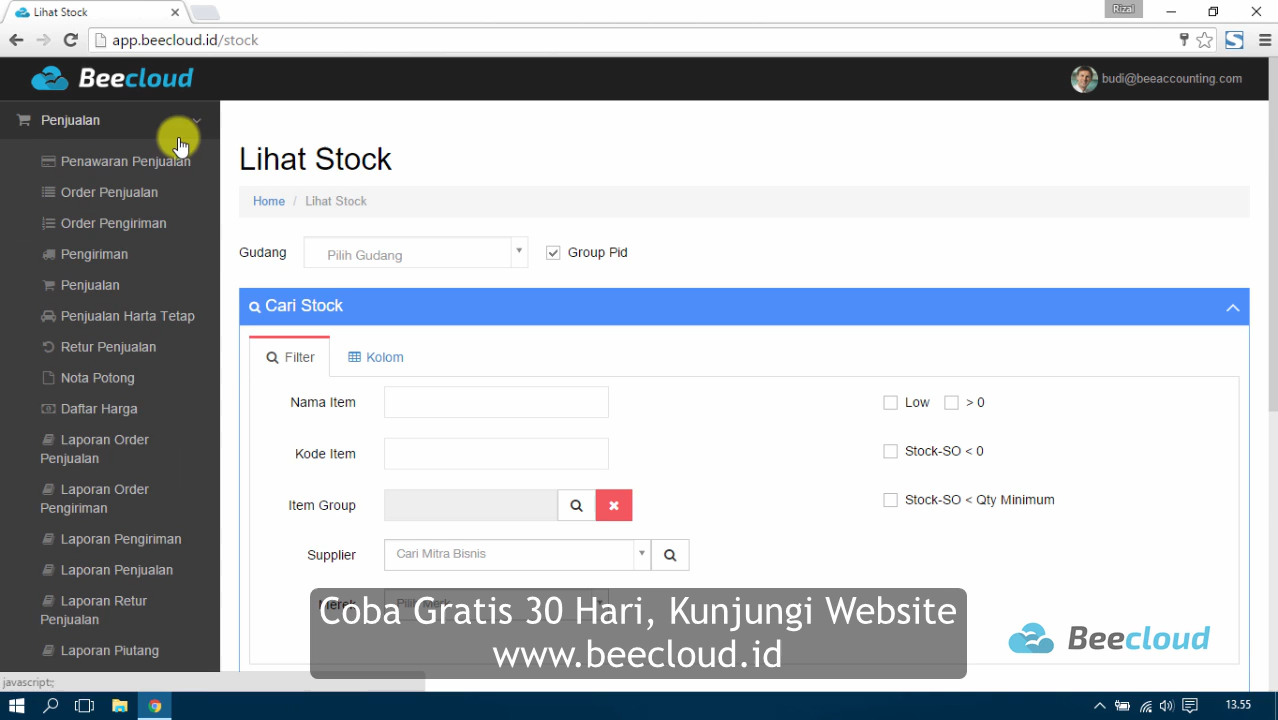 Lihat Stock
Rizal
app.beecloud.id/stock
Beecloud
budi@beeaccounting.com
Penjualan
Penawaran Penjualan
Order Penjualan
Order Pengiriman
Pengiriman
Penjualan
Penjualan Harta Tetap
Retur Penjualan
Nota Potong
Daftar Harga
Laporan Order
Penjualan
Laporan Order
Pengiriman
Laporan Pengiriman
Laporan Penjualan
Laporan Retur
Penjualan
Laporan Piutang
javascript:;
Lihat Stock
Home / Lihat Stock
Gudang Pilih Gudang Group Pid
Cari Stock
Filter Kolom
Nama Item Low > 0
Kode Item Stock-SO < 0
Item Group Stock-SO < Qty Minimum
Supplier Cari Mitra Bisnis
Merek Pilih Merk
Coba Gratis 30 Hari, Kunjungi Website
www.beecloud.id
Beecloud
13.55